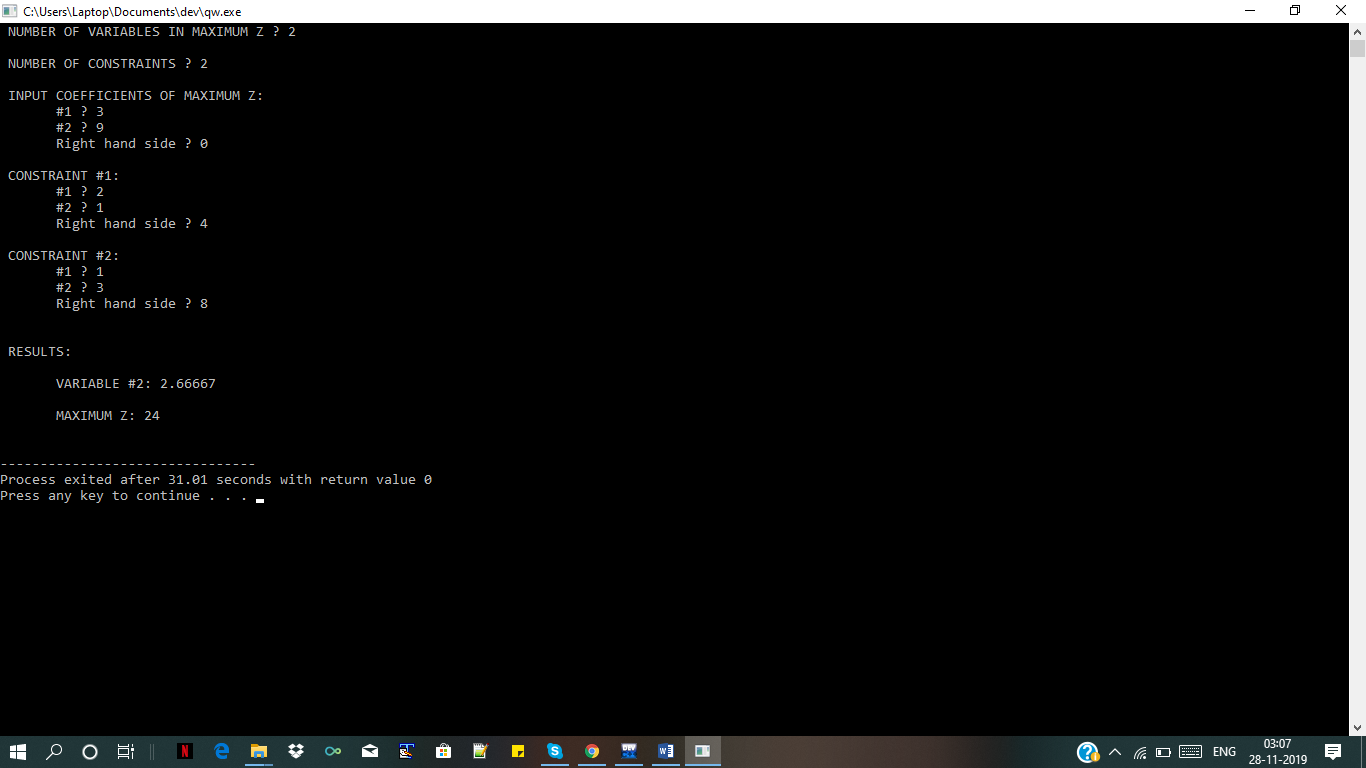 C:\Users\Laptop\Documents\dev\qw.exe
NUMBER OF VARIABLES IN MAXIMUM Z ? 2
NUMBER OF CONSTRAINTS ? 2
INPUT COEFFICIENTS OF MAXIMUM Z:
#1 ? 3
#2 ? 9
Right hand side ? 0
CONSTRAINT #1:
#1 ? 2
#2 ? 1
Right hand side ? 4
CONSTRAINT #2:
#1 ? 1
#2 ? 3
Right hand side ? 8
RESULTS:
VARIABLE #2: 2.66667
MAXIMUM Z: 24
--------------------------------
Process exited after 31.01 seconds with return value 0
Press any key to continue . . .
N
S
DEV
W
?
ENG
03:07
28-11-2019